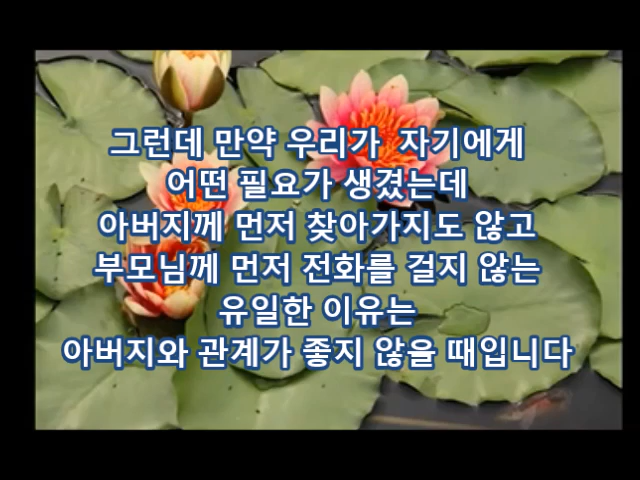 그런데 만약 우리가  자기에게
어떤 필요가 생겼는데
아버지께 먼저 찾아가지도 않고
부모님께 먼저 전화를 걸지 않는
유일한 이유는
아버지와 관계가 좋지 않을 때입니다